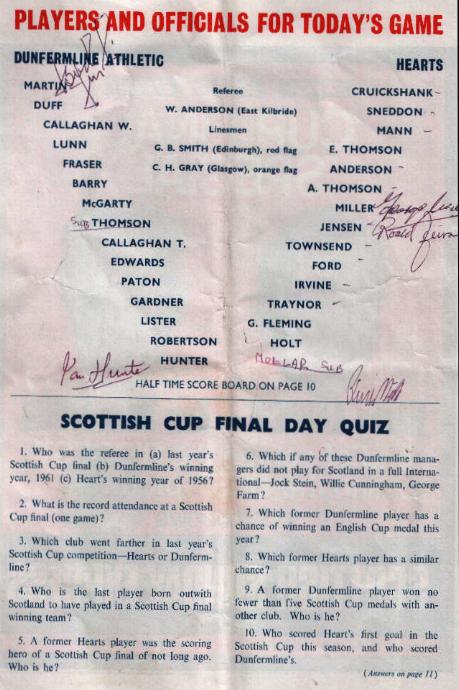 PLAYERS AND OFFICIALS FOR TODAY'S GAME
DUNFERMLINE ATHLETIC
MARTIN
DUFF
CALLAGHAN W.
LUNN
FRASER
BARRY
McGARTY
SUB THOMSON
CALLAGHAN T.
EDWARDS
PATON
GARDNER
LISTER
ROBERTSON
HUNTER
Referee
W. ANDERSON (East Kilbride)
Linesmen
G. B. SMITH (Edinburgh), red flag
C. H. GRAY (Glasgow), orange flag
HEARTS
CRUICKSHANK
SNEDDON
MANN
E. THOMSON
ANDERSON
A. THOMSON
MILLER
JENSEN
TOWNSEND
FORD
IRVINE
TRAYNOR
G. FLEMING
HOLT
MOLLAR SUB
HALF TIME SCORE BOARD ON PAGE 10
SCOTTISH CUP FINAL DAY QUIZ
1. Who was the referee in (a) last year's
Scottish Cup final (b) Dunfermline's winning
year, 1961 (c) Heart's winning year of 1956?
2. What is the record attendance at a Scottish
Cup final (one game)?
3. Which club went farther in last year's
Scottish Cup competition—Hearts or Dunferm-
line?
4. Who is the last player born outwith
Scotland to have played in a Scottish Cup final
winning team?
5. A former Hearts player was the scoring
hero of a Scottish Cup final of not long ago.
Who is he?
6. Which if any of these Dunfermline mana-
gers did not play for Scotland in a full Interna-
tional—Jock Stein, Willie Cunningham, George
Farm?
7. Which former Dunfermline player has a
chance of winning an English Cup medal this
year?
8. Which former Hearts player has a similar
chance?
9. A former Dunfermline player won no
fewer than five Scottish Cup medals with an-
other club. Who is he?
10. Who scored Heart's first goal in the
Scottish Cup this season, and who scored
Dunfermline's.
(Answers on page 11)